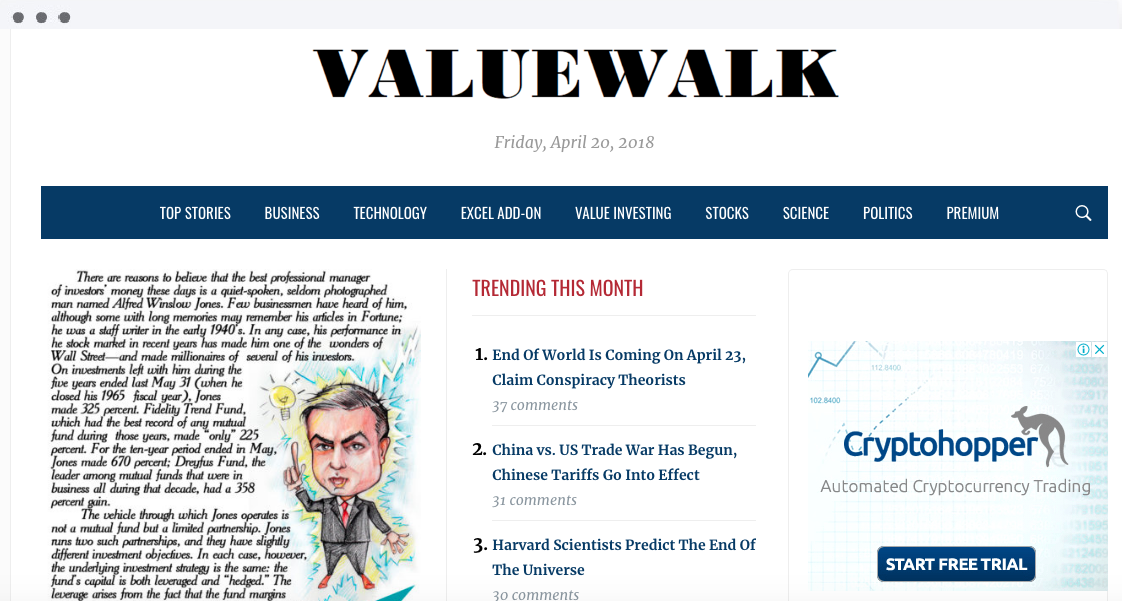 VALUEWALK
Friday, April 20, 2018
TOP STORIES BUSINESS TECHNOLOGY EXCEL ADD-ON VALUE INVESTING STOCKS SCIENCE POLITICS PREMIUM
There are reasons to believe that the best professional manager
of investors' money these days is a quiet-spoken, seldom photographed
man named Alfred Winslow Jones. Few businessmen have heard of him,
although some with long memories may remember his articles in Fortune;
he was a staff writer in the early 1940's. In any case, his performance in
he stock market in recent years has made him one of the wonders of
Wall Street—and made millionaires of several of his investors.
On investments left with him during the
five years ended last May 31 (when he
closed his 1965 fiscal year), Jones
made 325 percent. Fidelity Trend Fund,
which had the best record of any mutual
fund during those years, made "only" 225
percent. For the ten-year period ended in May,
Jones made 670 percent; Dreyfus Fund, the
leader among mutual funds that were in
business all during that decade, had a 358
percent gain.
The vehicle through which Jones operates is
not a mutual fund but a limited partnership. Jones
runs two such partnerships, and they have slightly
different investment objectives. In each case, however,
the underlying investment strategy is the same: the
fund's capital is both leveraged and "hedged." The
leverage arises from the fact that the fund margins
TRENDING THIS MONTH
1. End Of World Is Coming On April 23,
Claim Conspiracy Theorists
37 comments
2. China vs. US Trade War Has Begun,
Chinese Tariffs Go Into Effect
31 comments
3. Harvard Scientists Predict The End Of
The Universe
30 comments
112.8400
102.8400
Cryptohopper
Automated Cryptocurrency Trading
START FREE TRIAL